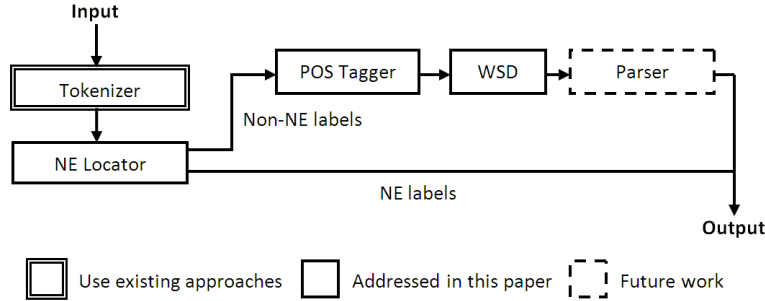 Input
Tokenizer
NE Locator
POS Tagger
WSD
Parser
Non-NE labels
NE labels
Output
Use existing approaches
Addressed in this paper
Future work